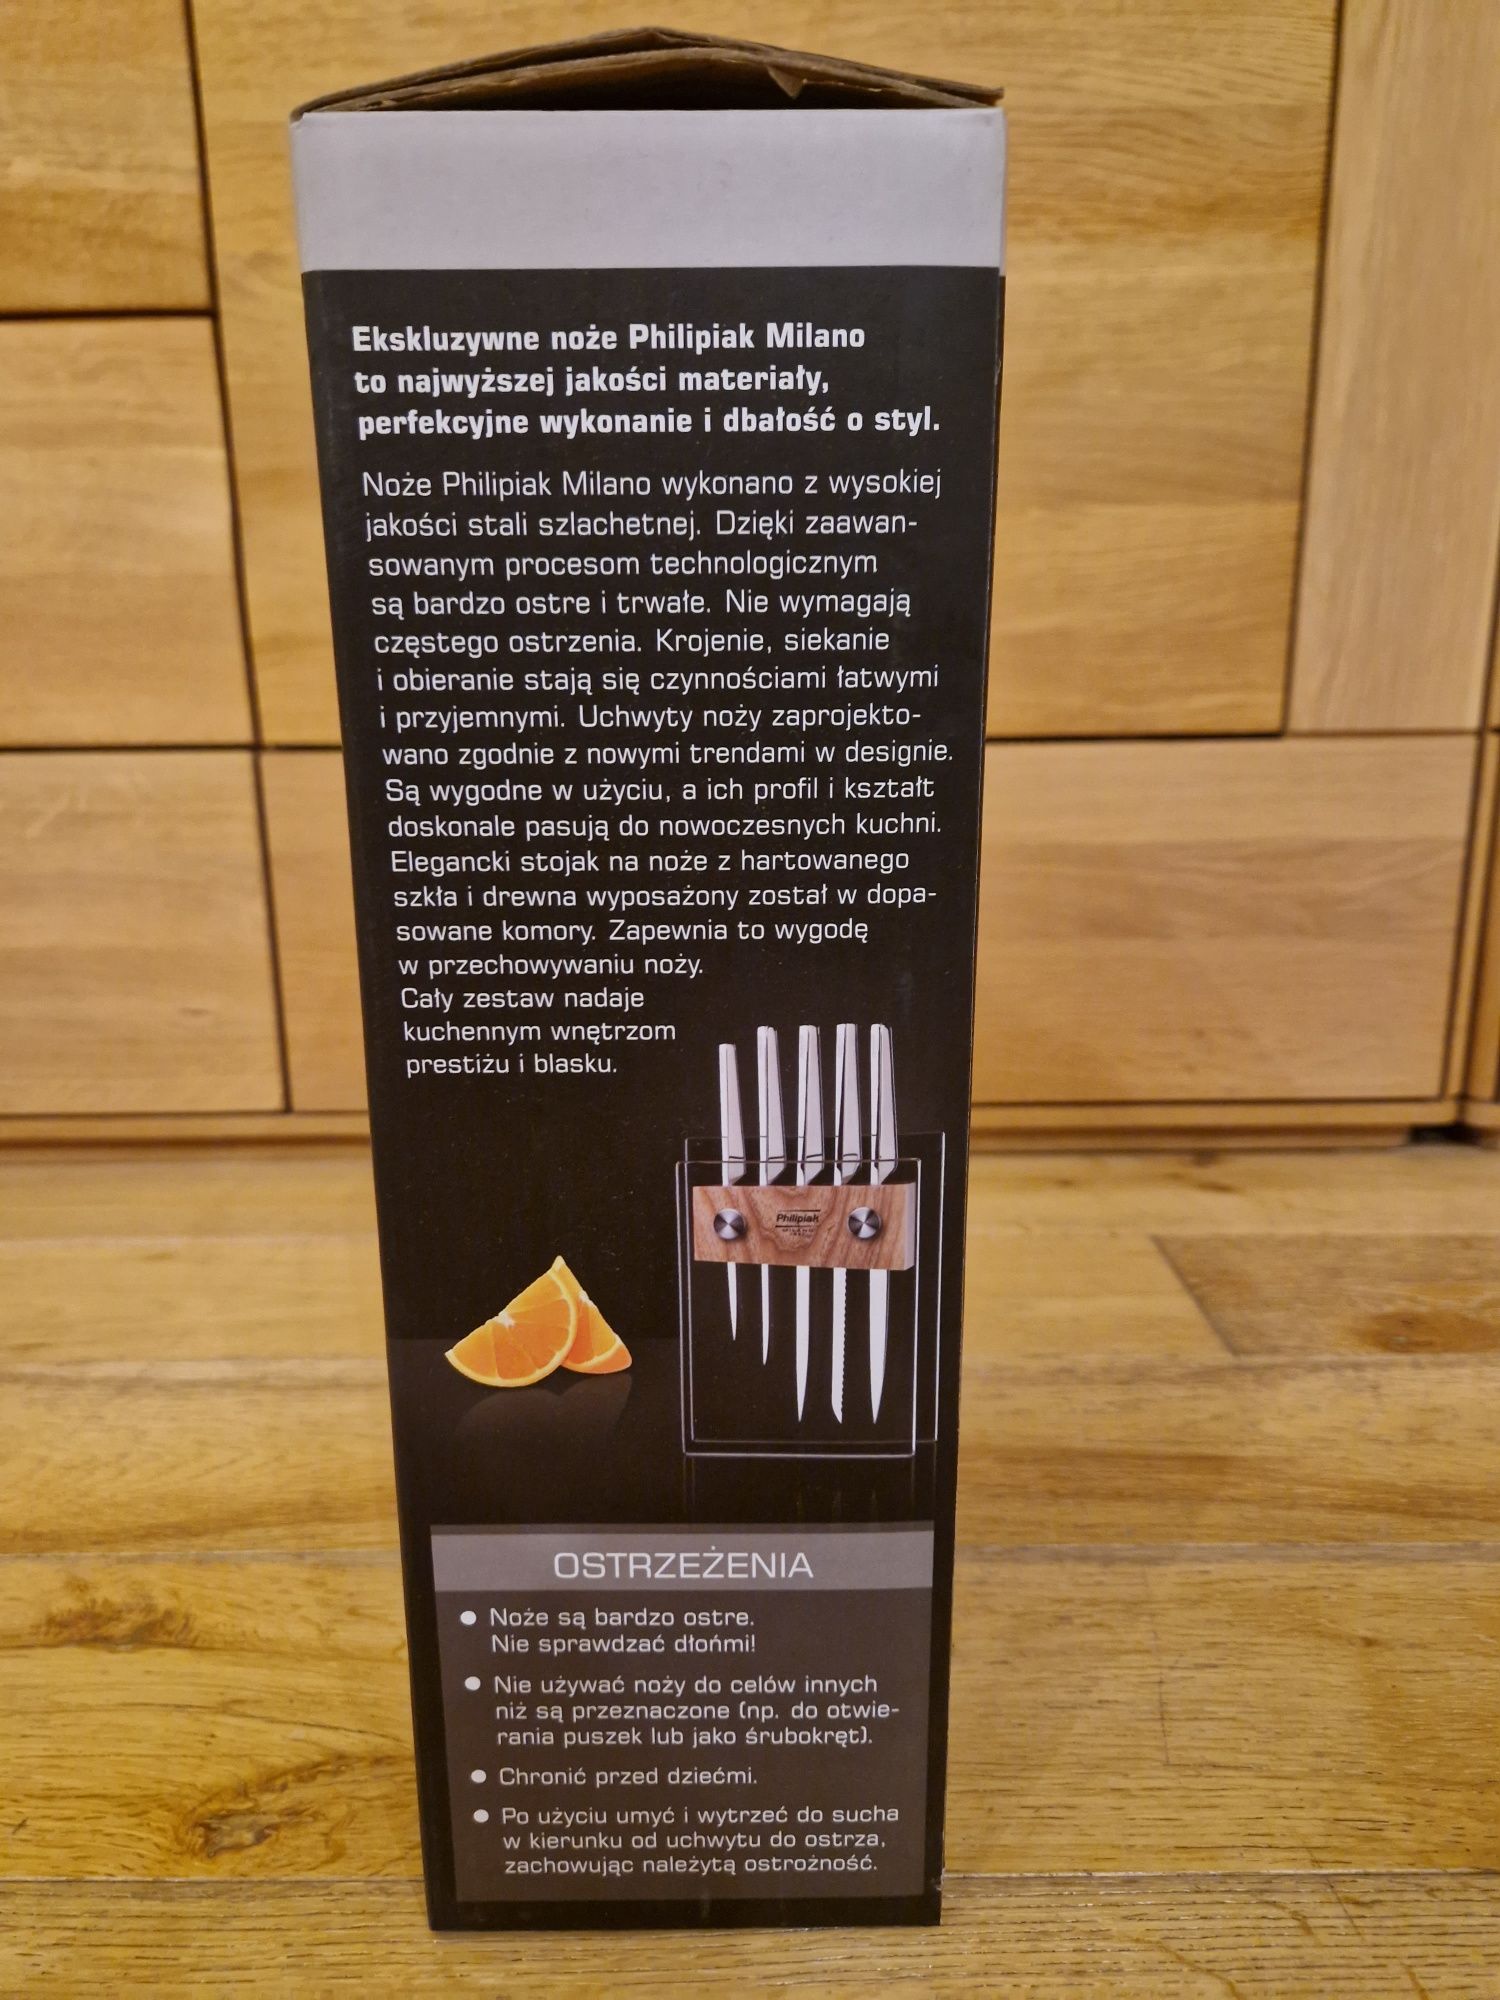 Ekskluzywne noże Philipiak Milano
to najwyższej jakości materiały,
perfekcyjne wykonanie i dbałość o styl.
Noże Philipiak Milano wykonano z wysokiej
jakości stali szlachetnej. Dzięki zaawan-
sowanym procesom technologicznym
są bardzo ostre i trwałe. Nie wymagają
częstego ostrzenia. Krojenie, siekanie
i obieranie stają się czynnościami łatwymi
i przyjemnymi. Uchwyty noży zaprojekto-
wano zgodnie z nowymi trendami w designie.
Są wygodne w użyciu, a ich profil i kształt
doskonale pasują do nowoczesnych kuchni.
Elegancki stojak na noże z hartowanego
szkła i drewna wyposażony został w dopa-
sowane komory. Zapewnia to wygodę
w przechowywaniu noży.
Cały zestaw nadaje
kuchennym wnętrzom
prestiżu i blasku.
Philipiak
MILANO
OSTRZEŻENIA
• Noże są bardzo ostre.
Nie sprawdzać dłońmi!
• Nie używać noży do celów innych
niż są przeznaczone (np. do otwie-
rania puszek lub jako śrubokręt).
• Chronić przed dziećmi.
• Po użyciu umyć i wytrzeć do sucha
w kierunku od uchwytu do ostrza,
zachowując należytą ostrożność.